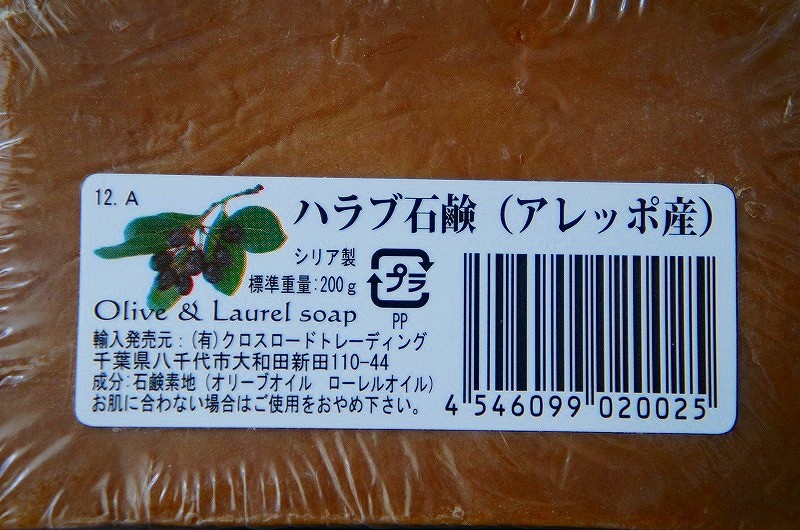 12. A
ハラブ石鹸（アレッポ産）
シリア製
標準重量:200g
プラ
PP
Olive & Laurel soap
輸入発売元：(有)クロスロードトレーディング
千葉県八千代市大和田新田110-44
成分:石鹸素地（オリーブオイル　ローレルオイル）
お肌に合わない場合はご使用をおやめ下さい。
4 546099 020025